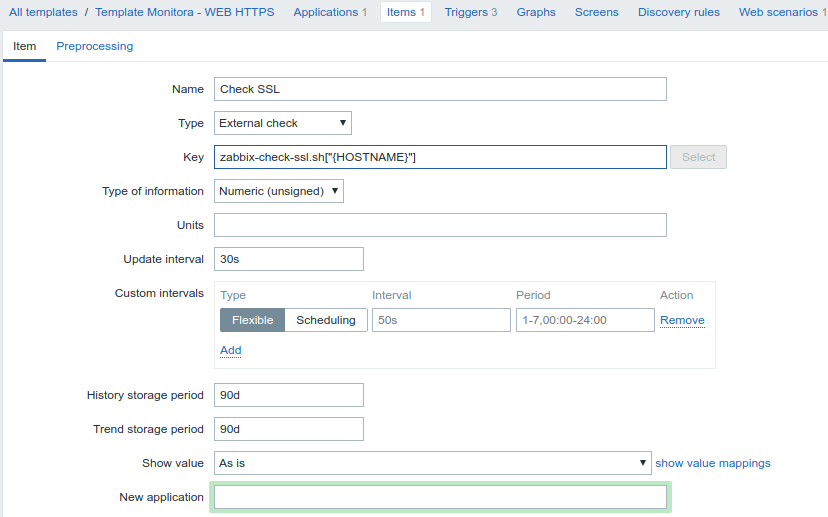 All templates / Template Monitora - WEB HTTPS Applications 1 Items 1 Triggers 3 Graphs Screens Discovery rules Web scenarios 1
Item Preprocessing
Name Check SSL
Type External check ▼
Key zabbix-check-ssl.sh["{HOSTNAME}"] Select
Type of information Numeric (unsigned) ▼
Units
Update interval 30s
Custom intervals Type Interval Period Action
Flexible Scheduling 50s 1-7,00:00-24:00 Remove
Add
History storage period 90d
Trend storage period 90d
Show value As is ▼ show value mappings
New application